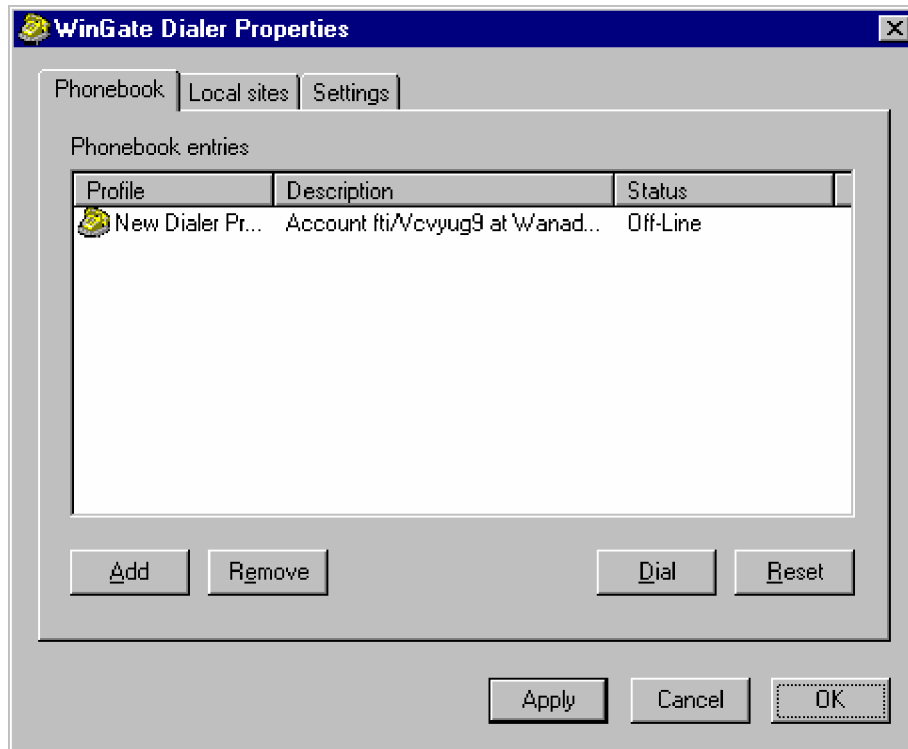 WinGate Dialer Properties
Phonebook Local sites Settings
Phonebook entries
Profile Description Status
New Dialer Pr... Account fti/Vcvyug9 at Wanad... Off-Line
Add Remove Dial Reset
Apply Cancel OK